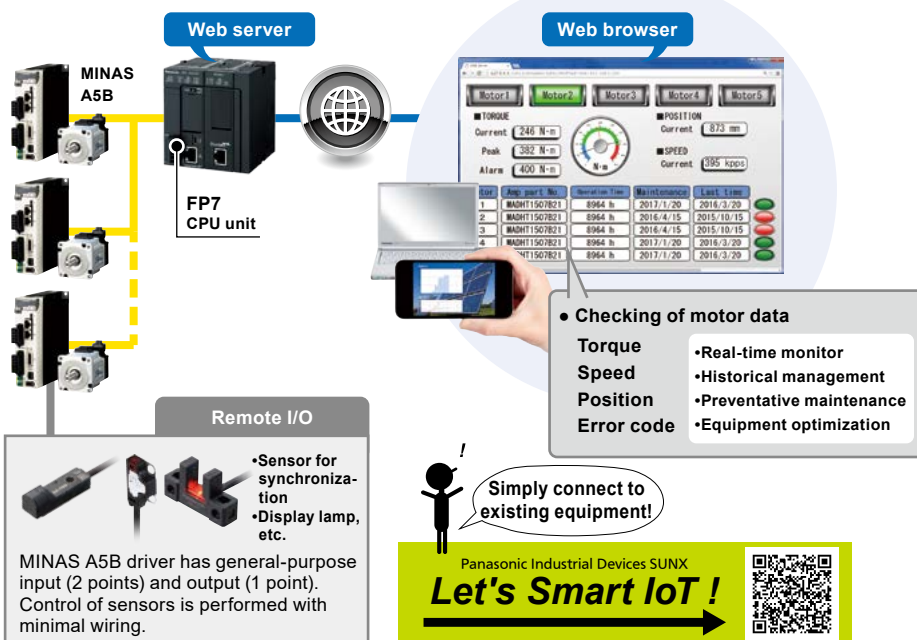 Web server
Web browser
MINAS
A5B
FP7
CPU unit
Motor1
Motor2
Motor3
Motor4
Motor5
■TORQUE
Current 246 N·m
Peak 382 N·m
Alarm 400 N·m
N·m
■POSITION
Current 873 mm
■SPEED
Current 395 kpps
Amp part No. Operation Time Maintenance Last time
1 MADHT1507B21 8964 h 2017/1/20 2016/3/20
2 MADHT1507B21 8964 h 2016/4/15 2015/10/15
3 MADHT1507B21 8964 h 2016/4/15 2015/10/15
4 MADHT1507B21 8964 h 2017/1/20 2016/3/20
8964 h 2017/1/20 2016/3/20
• Checking of motor data
Torque
Speed
Position
Error code
•Real-time monitor
•Historical management
•Preventative maintenance
•Equipment optimization
Remote I/O
•Sensor for
synchroniza-
tion
•Display lamp,
etc.
MINAS A5B driver has general-purpose
input (2 points) and output (1 point).
Control of sensors is performed with
minimal wiring.
!
Simply connect to
existing equipment!
Panasonic Industrial Devices SUNX
Let's Smart IoT !